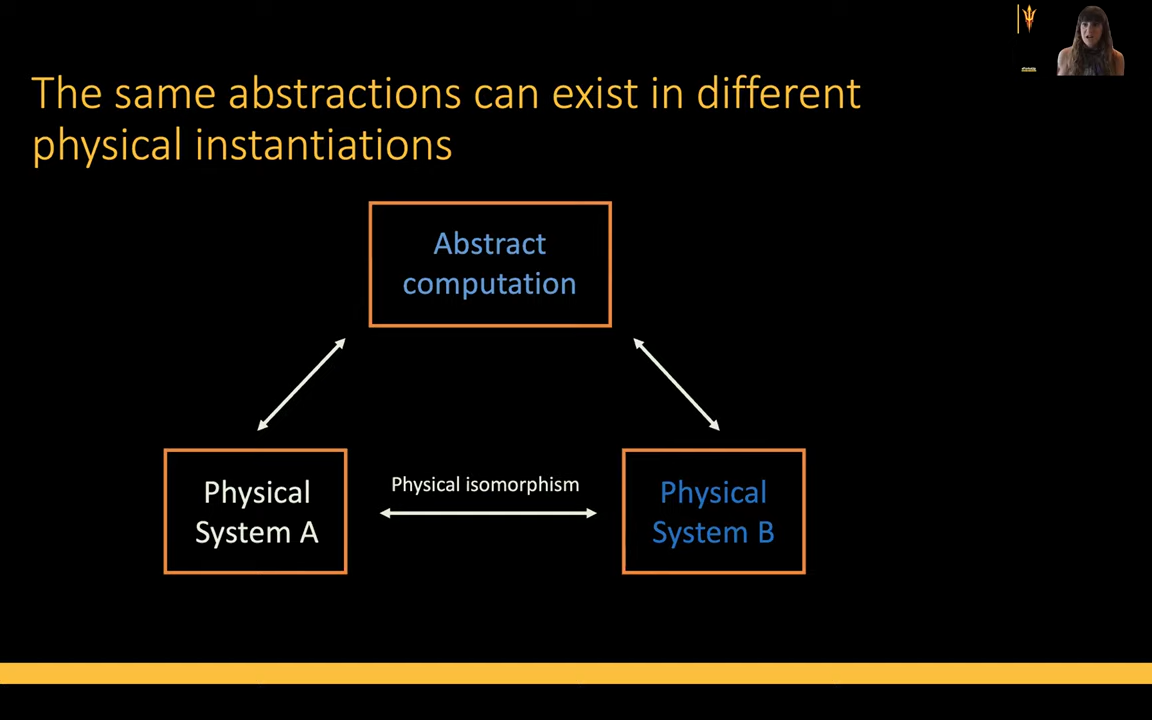 The same abstractions can exist in different
physical instantiations
Abstract
computation
Physical
System A
Physical isomorphism
Physical
System B